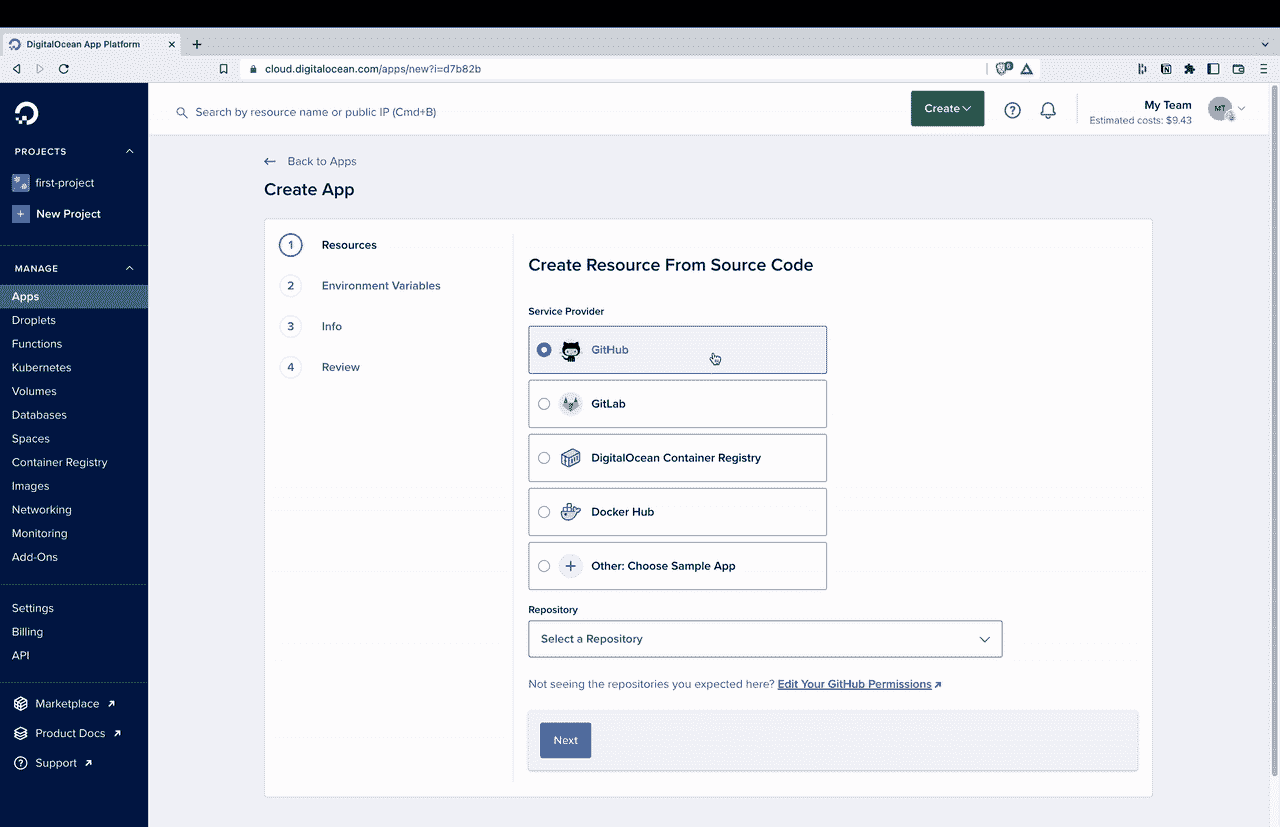 DigitalOcean App Platform
cloud.digitalocean.com/apps/new?i=d7b82b
Search by resource name or public IP (Cmd+B)
Create
My Team
Estimated costs: $9.43
MT
PROJECTS
first-project
New Project
MANAGE
Apps
Droplets
Functions
Kubernetes
Volumes
Databases
Spaces
Container Registry
Images
Networking
Monitoring
Add-Ons
Settings
Billing
API
Marketplace
Product Docs
Support
Back to Apps
Create App
1 Resources
2 Environment Variables
3 Info
4 Review
Create Resource From Source Code
Service Provider
GitHub
GitLab
DigitalOcean Container Registry
Docker Hub
Other: Choose Sample App
Repository
Select a Repository
Not seeing the repositories you expected here? Edit Your GitHub Permissions
Next